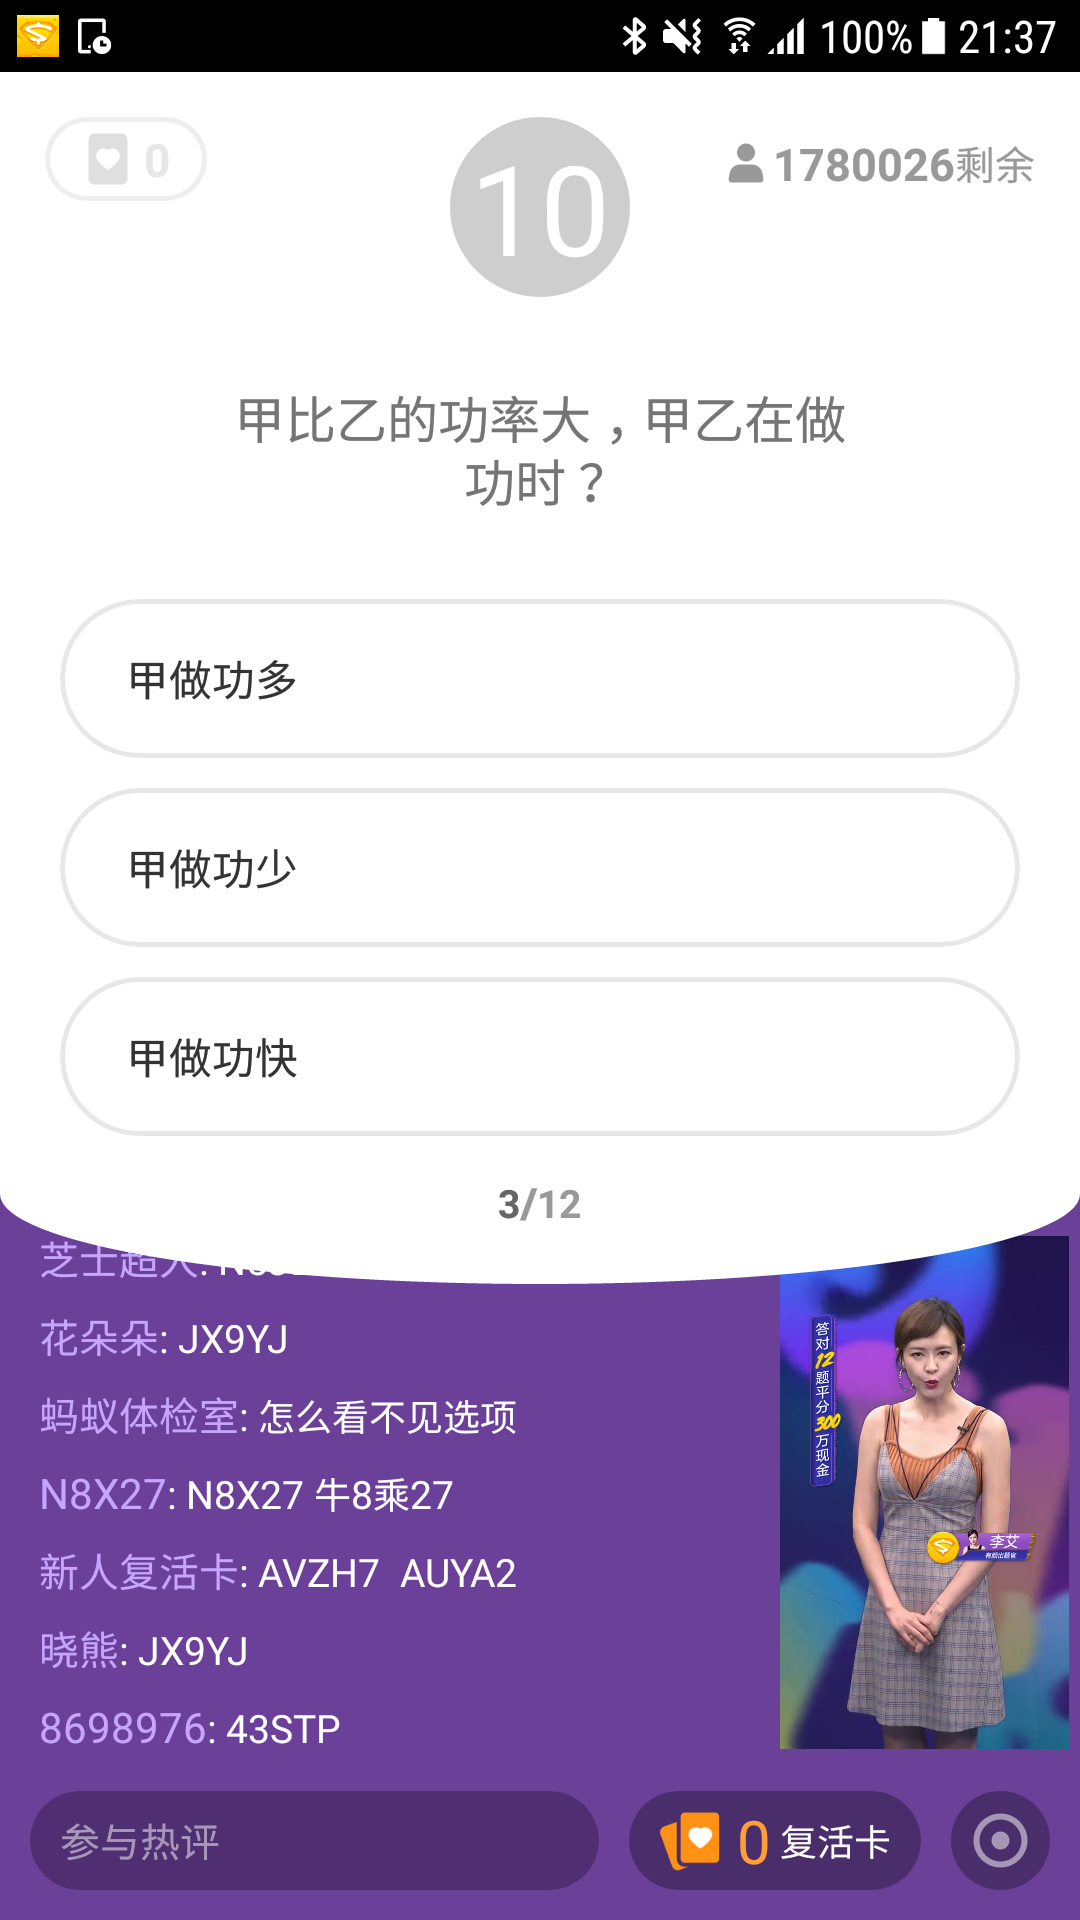 100% 21:37
0
10
1780026剩余
甲比乙的功率大，甲乙在做
功时？
甲做功多
甲做功少
甲做功快
3/12
芝士超人:
花朵朵: JX9YJ
蚂蚁体检室: 怎么看不见选项
N8X27: N8X27 牛8乘27
新人复活卡: AVZH7 AUYA2
晓熊: JX9YJ
8698976: 43STP
答对12题平分300万现金
李艾
有颜出题官
参与热评
0 复活卡